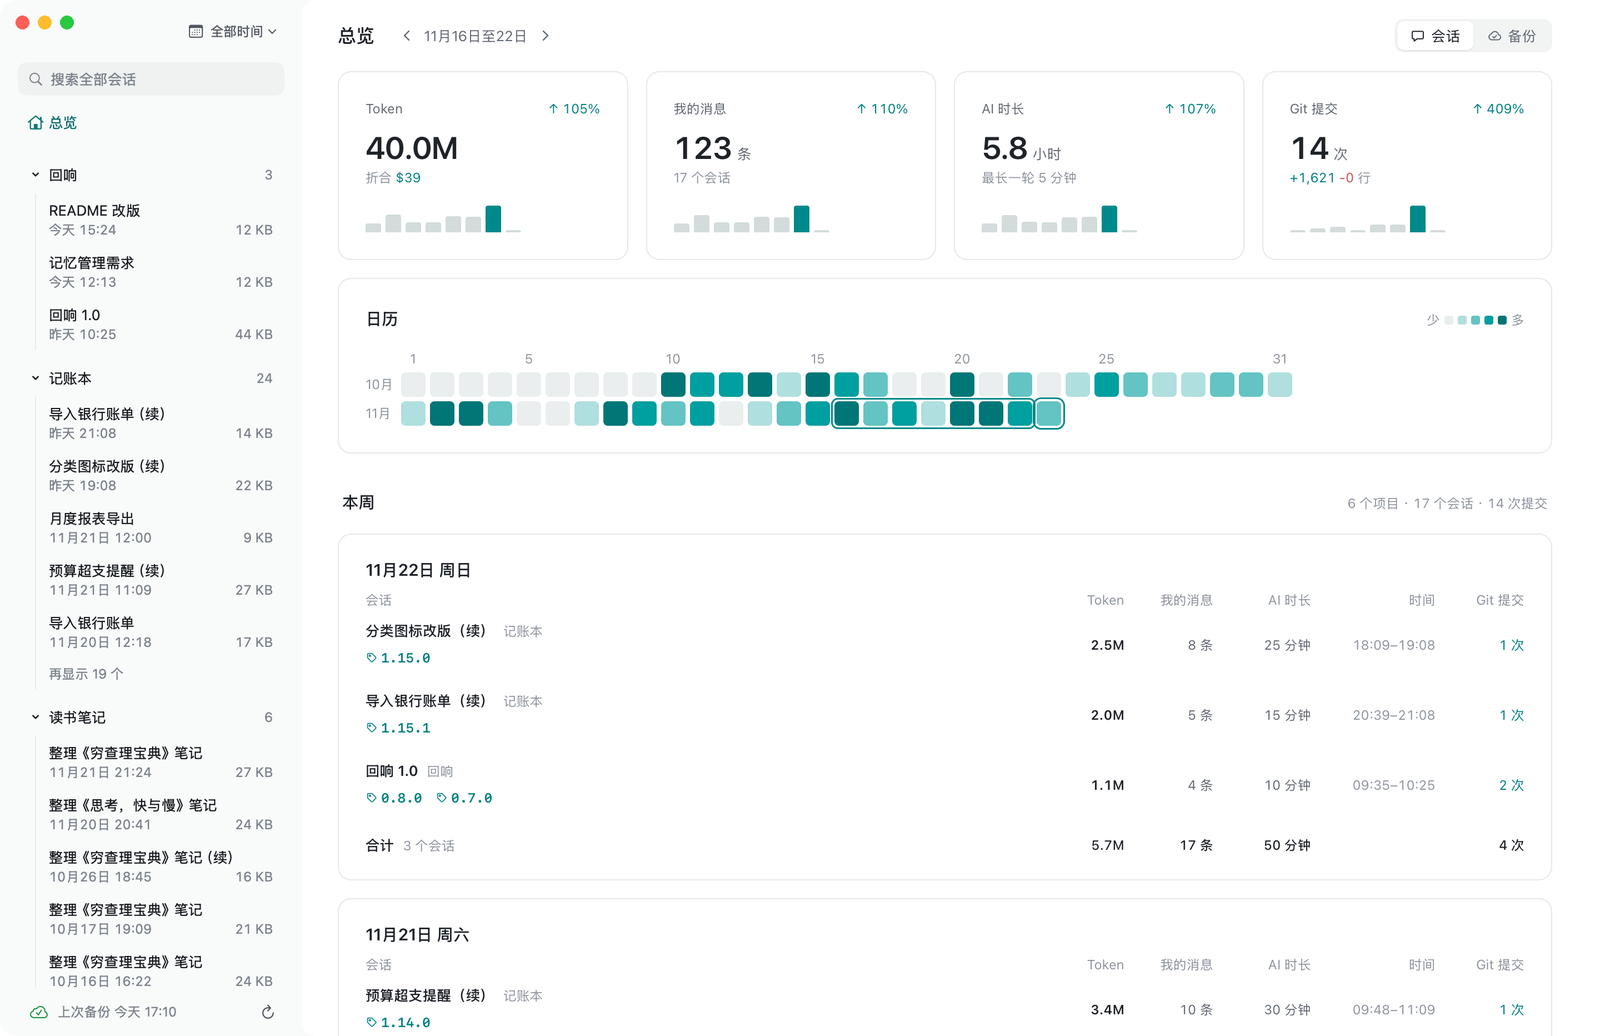 全部时间
搜索全部会话
总览
回响 3
README 改版
今天 15:24 12 KB
记忆管理需求
今天 12:13 12 KB
回响 1.0
昨天 10:25 44 KB
记账本 24
导入银行账单 (续)
昨天 21:08 14 KB
分类图标改版 (续)
昨天 19:08 22 KB
月度报表导出
11月21日 12:00 9 KB
预算超支提醒 (续)
11月21日 11:09 27 KB
导入银行账单
11月20日 12:18 17 KB
再显示 19 个
读书笔记 6
整理《穷查理宝典》笔记
11月21日 21:24 27 KB
整理《思考，快与慢》笔记
11月20日 20:41 24 KB
整理《穷查理宝典》笔记 (续)
10月26日 18:45 16 KB
整理《穷查理宝典》笔记
10月17日 19:09 21 KB
整理《穷查理宝典》笔记
10月16日 16:22 24 KB
上次备份 今天 17:10
总览 11月16日至22日
会话 备份
Token ↑ 105%
40.0M
折合 $39
我的消息 ↑ 110%
123 条
17 个会话
AI 时长 ↑ 107%
5.8 小时
最长一轮 5 分钟
Git 提交 ↑ 409%
14 次
+1,621 -0 行
日历
少 多
1 5 10 15 20 25 31
10月
11月
本周
6 个项目 · 17 个会话 · 14 次提交
11月22日 周日
会话 Token 我的消息 AI 时长 时间 Git 提交
分类图标改版（续） 记账本
1.15.0
2.5M 8 条 25 分钟 18:09–19:08 1 次
导入银行账单（续） 记账本
1.15.1
2.0M 5 条 15 分钟 20:39–21:08 1 次
回响 1.0 回响
0.8.0 0.7.0
1.1M 4 条 10 分钟 09:35–10:25 2 次
合计 3 个会话 5.7M 17 条 50 分钟 4 次
11月21日 周六
会话 Token 我的消息 AI 时长 时间 Git 提交
预算超支提醒（续） 记账本
1.14.0
3.4M 10 条 30 分钟 09:48–11:09 1 次